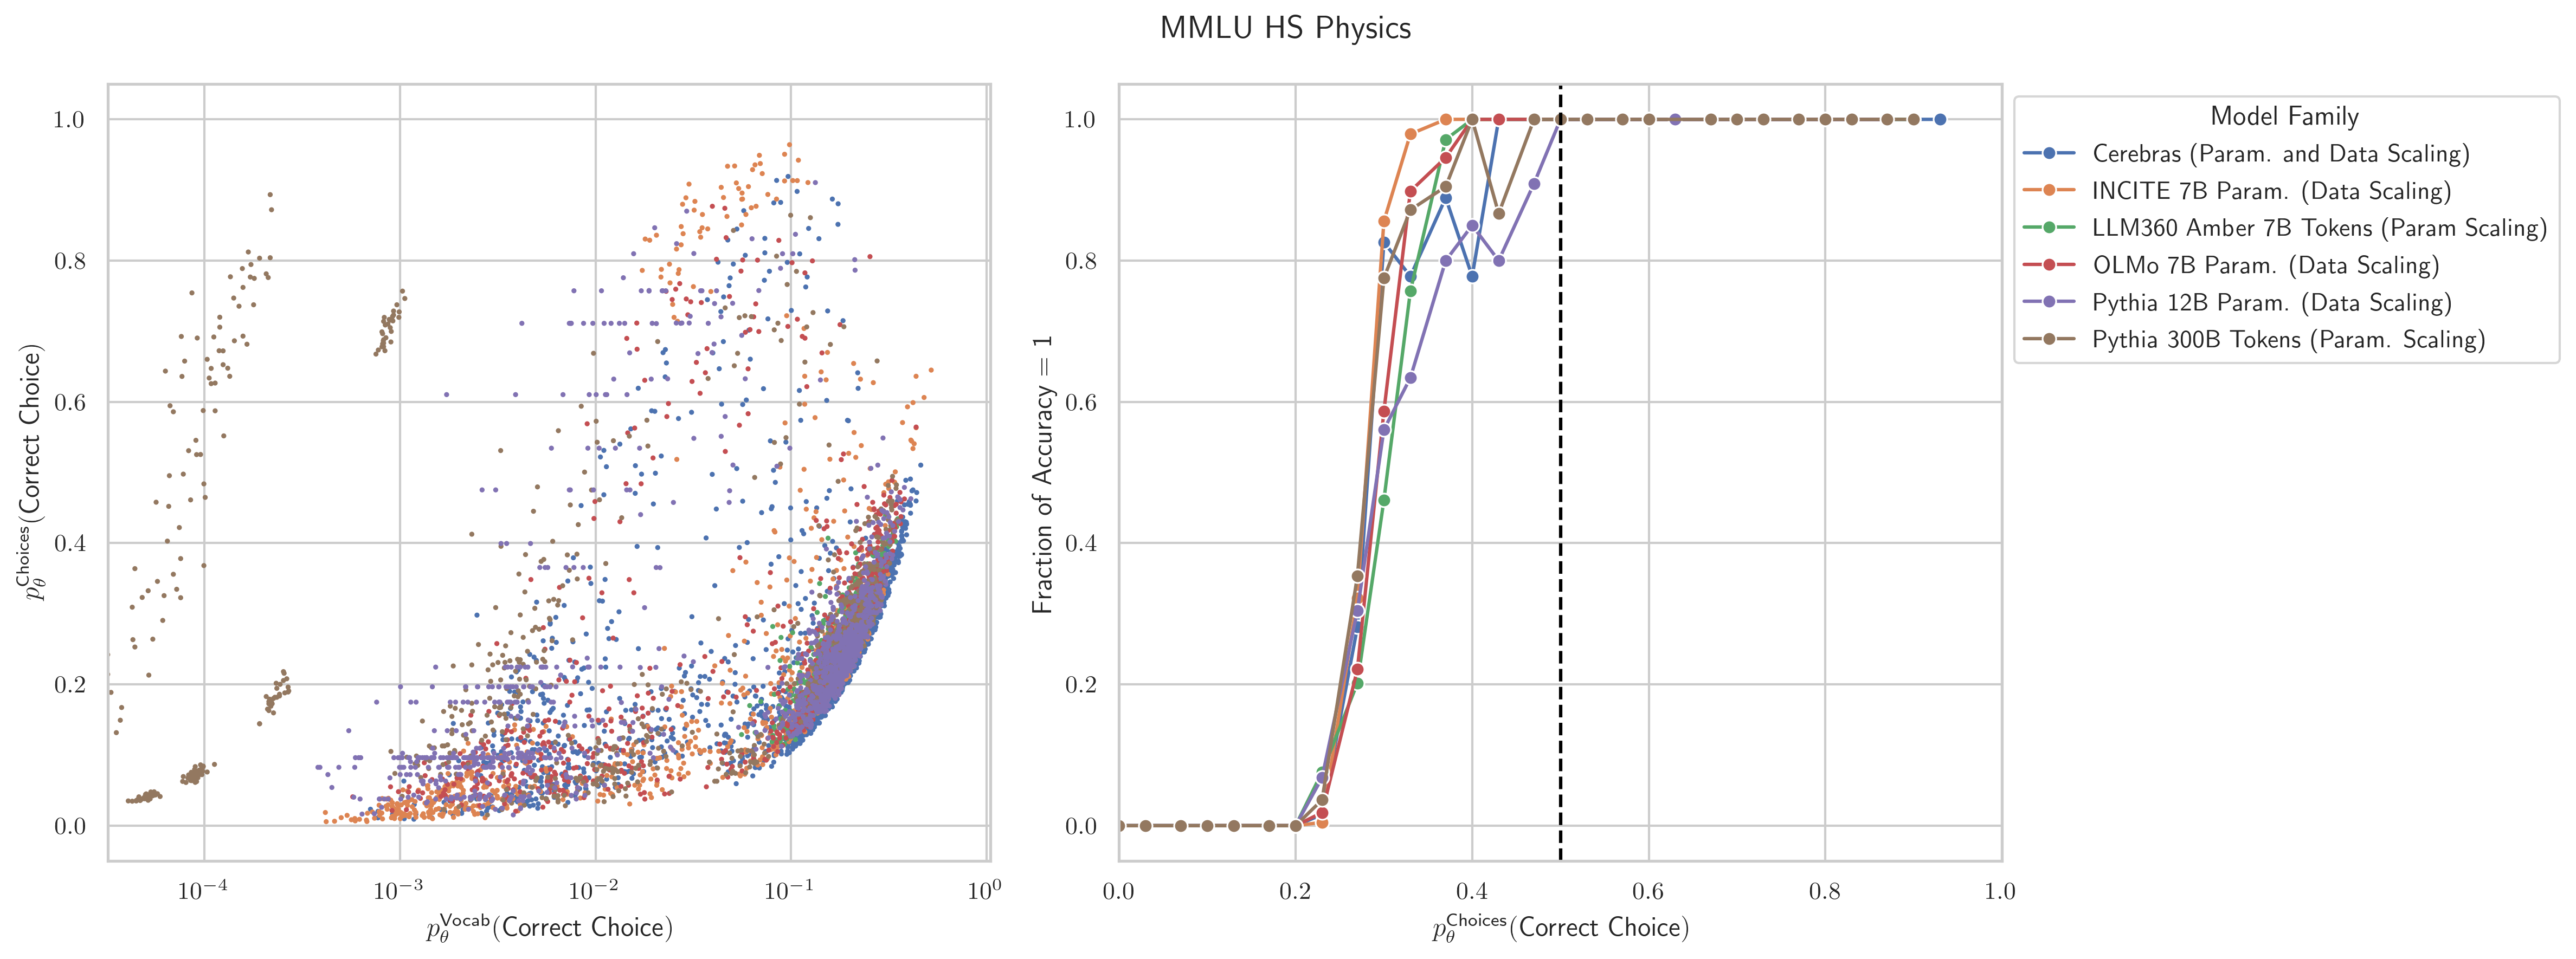 MMLU HS Physics
1.0
0.8
0.6
0.4
0.2
0.0
10⁻⁴
10⁻³
10⁻²
10⁻¹
10⁰
p_θ^Choices(Correct Choice)
p_θ^Vocab(Correct Choice)
1.0
0.8
0.6
0.4
0.2
0.0
0.0
0.2
0.4
0.6
0.8
1.0
Fraction of Accuracy = 1
p_θ^Choices(Correct Choice)
Model Family
Cerebras (Param. and Data Scaling)
INCITE 7B Param. (Data Scaling)
LLM360 Amber 7B Tokens (Param Scaling)
OLMo 7B Param. (Data Scaling)
Pythia 12B Param. (Data Scaling)
Pythia 300B Tokens (Param. Scaling)